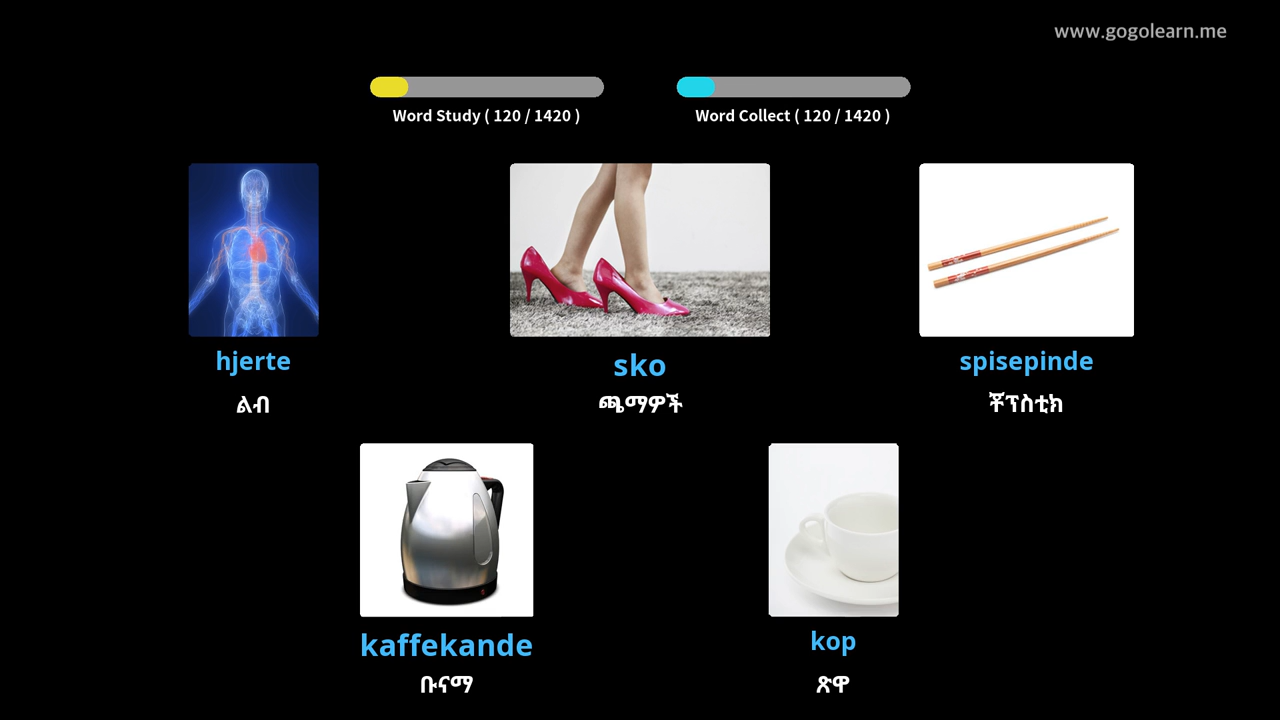 www.gogolearn.me
Word Study ( 120 / 1420 )
Word Collect ( 120 / 1420 )
hjerte
ልብ
sko
ጫማዎች
spisepinde
ቾፕስቲክ
kaffekande
ቡናማ
kop
ጽዋ